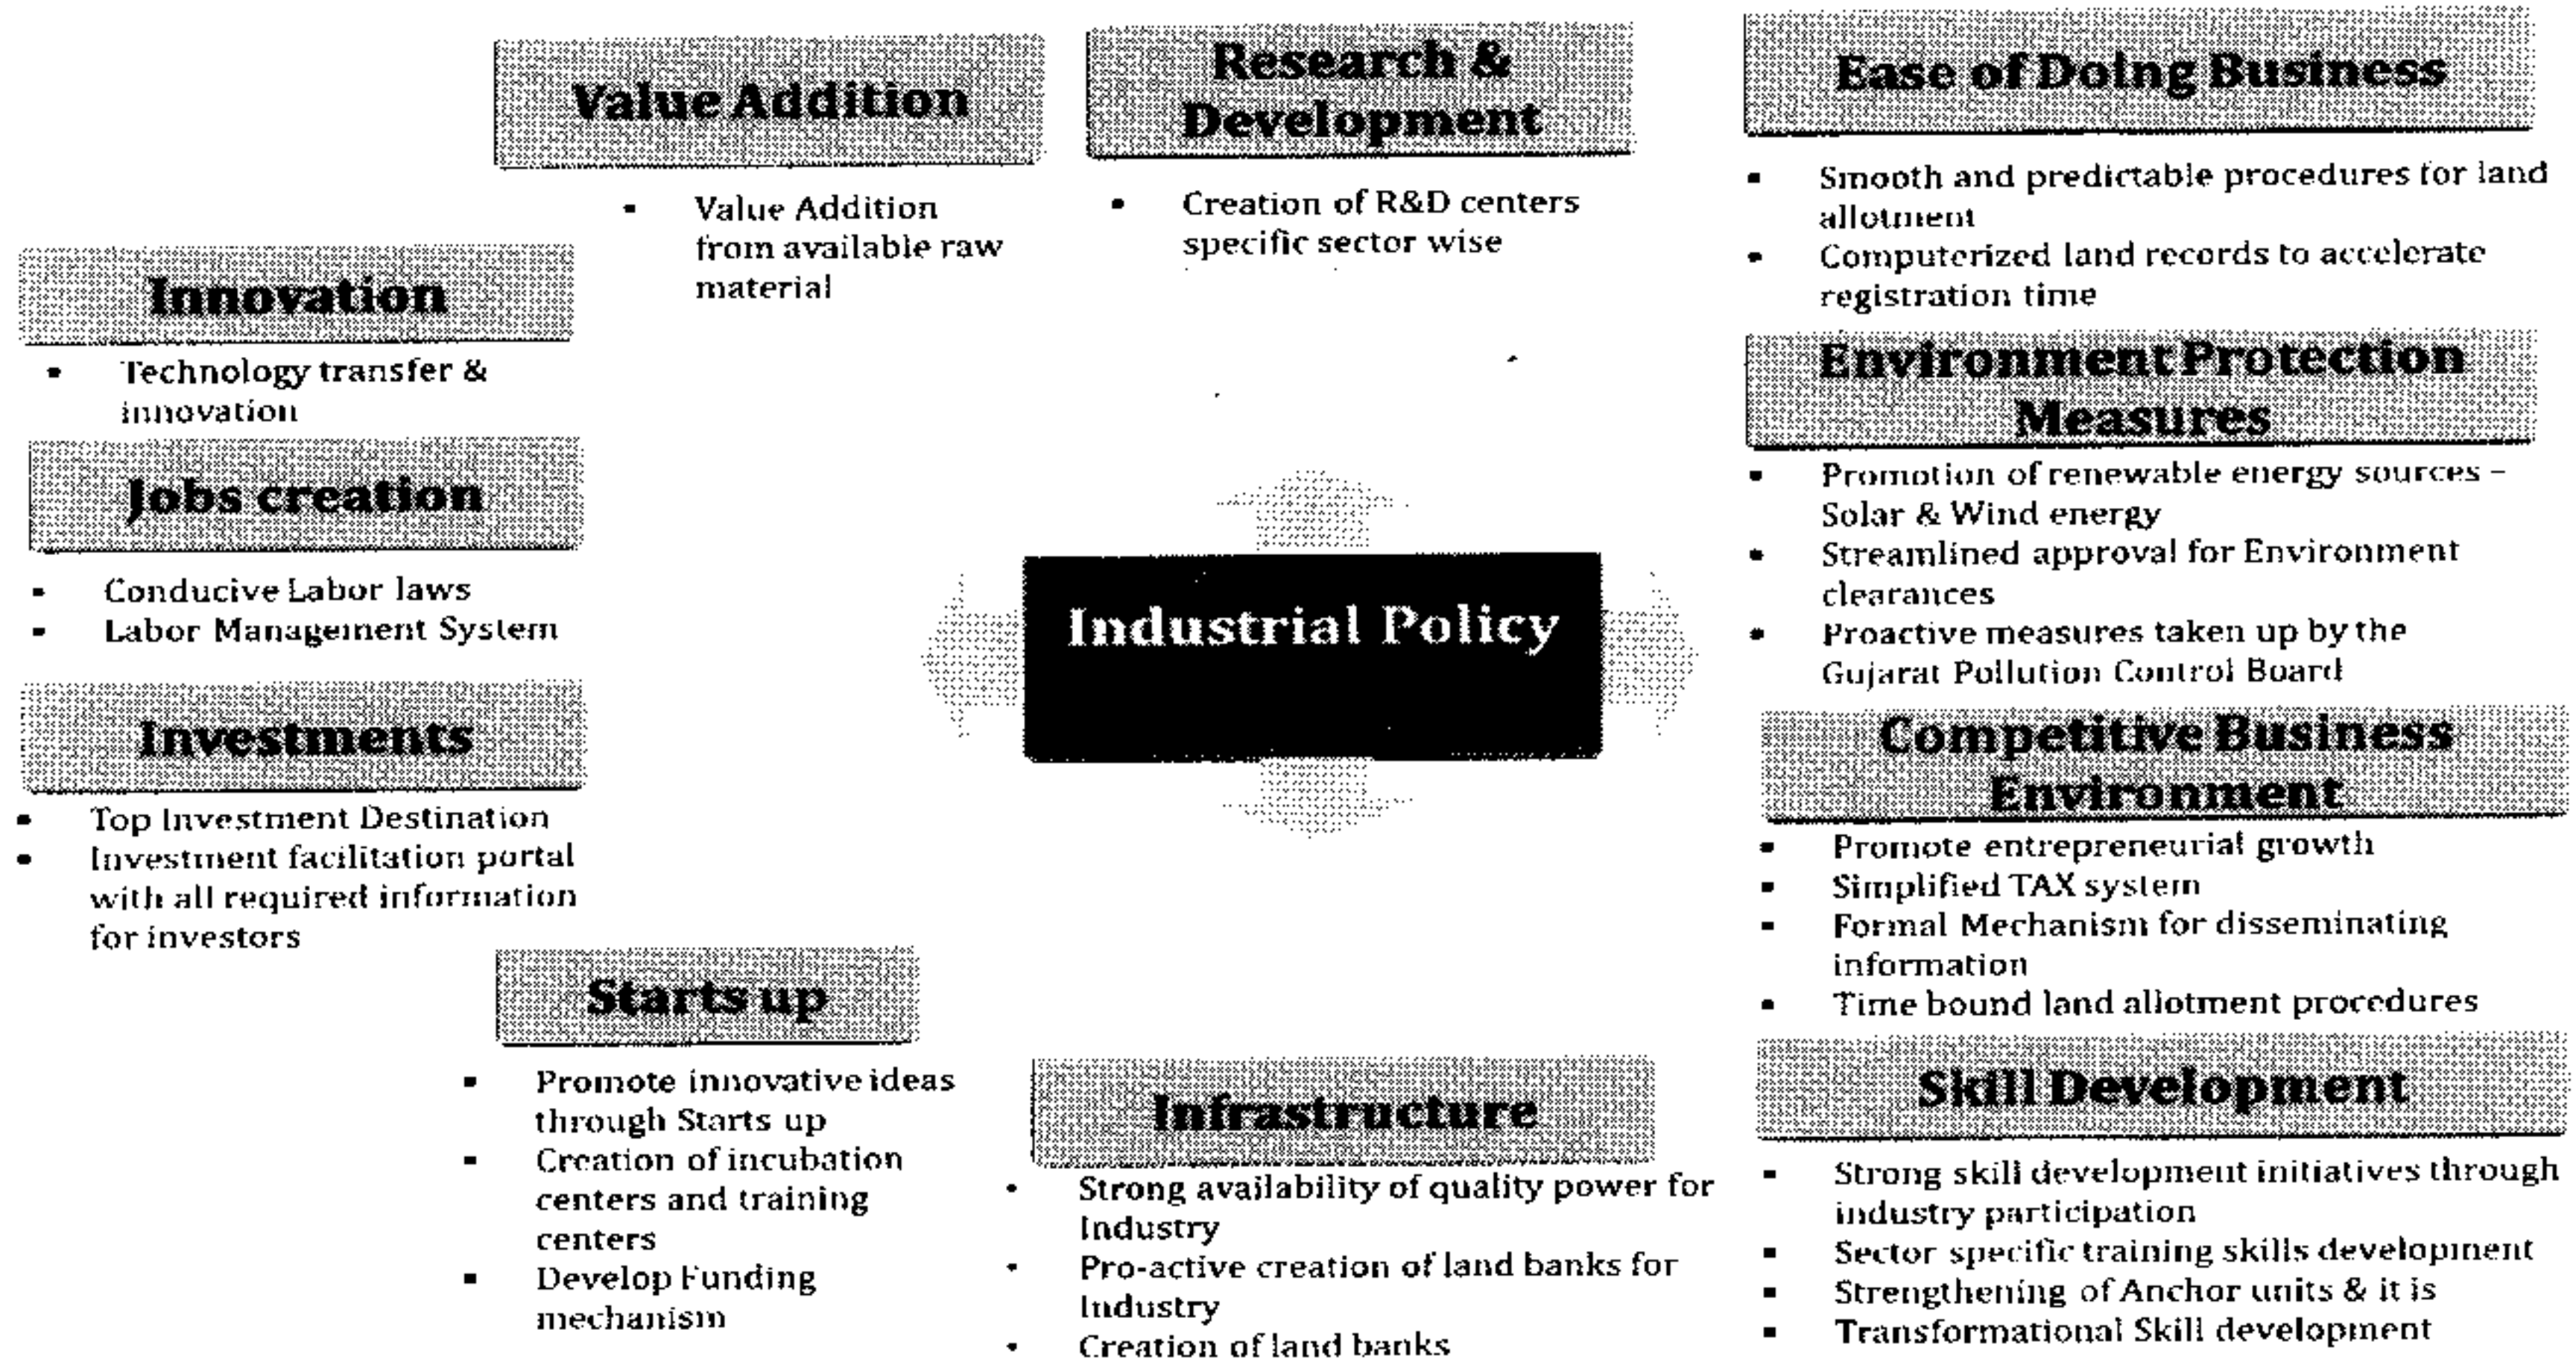 Value Addition
Value Addition
from available raw
material
Research &
Development
Creation of R&D centers
specific sector wise
Ease of Doing Business
Smooth and predictable procedures for land
allotment
Computerized land records to accelerate
registration time
Innovation
Technology transfer &
innovation
Jobs creation
Conducive Labor laws
Labor Management System
Investments
Top Investment Destination
Investment facilitation portal
with all required information
for investors
Industrial Policy
Environment Protection
Measures
Promotion of renewable energy sources –
Solar & Wind energy
Streamlined approval for Environment
clearances
Proactive measures taken up by the
Gujarat Pollution Control Board
Competitive Business
Environment
Promote entrepreneurial growth
Simplified TAX system
Formal Mechanism for disseminating
information
Time bound land allotment procedures
Starts up
Promote innovative ideas
through Starts up
Creation of incubation
centers and training
centers
Develop Funding
mechanism
Infrastructure
Strong availability of quality power for
Industry
Pro-active creation of land banks for
Industry
Creation of land banks
Skill Development
Strong skill development initiatives through
industry participation
Sector specific training skills development
Strengthening of Anchor units & it is
Transformational Skill development